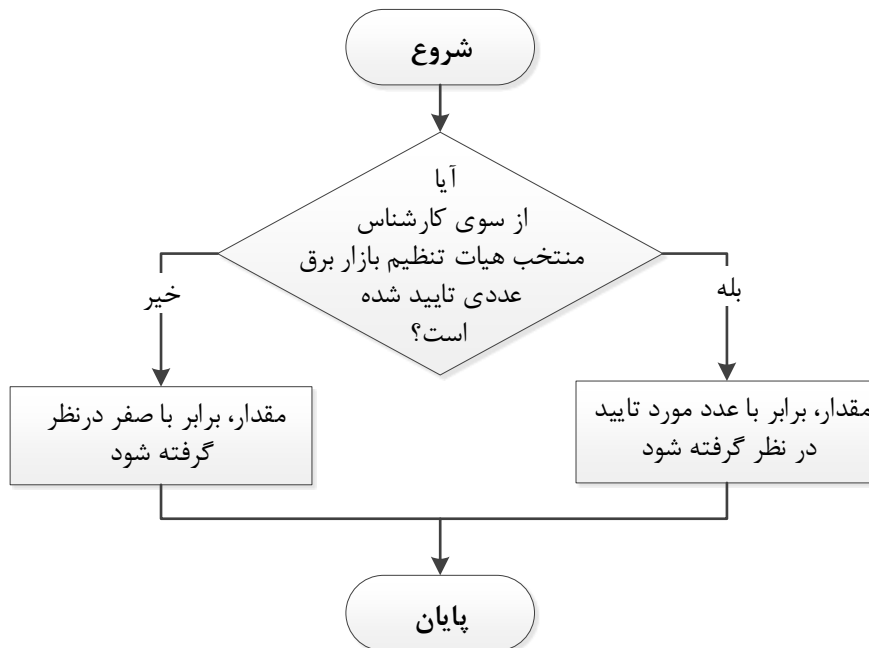 شروع
آیا
از سوی کارشناس
منتخب هیات تنظیم بازار برق
عددی تایید شده
است؟
بله
خیر
مقدار، برابر با عدد مورد تایید
در نظر گرفته شود
مقدار، برابر با صفر درنظر
گرفته شود
پایان